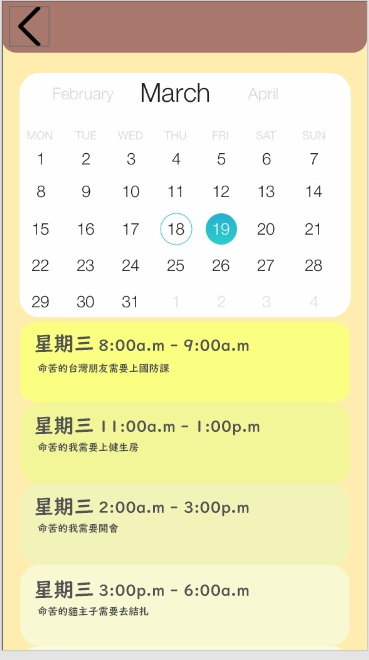 February March April
MON TUE WED THU FRI SAT SUN
1 2 3 4 5 6 7
8 9 10 11 12 13 14
15 16 17 18 19 20 21
22 23 24 25 26 27 28
29 30 31 1 2 3 4
星期三 8:00a.m - 9:00a.m
命苦的台灣朋友需要上國防課
星期三 11:00a.m - 1:00p.m
命苦的我需要上健生房
星期三 2:00a.m - 3:00p.m
命苦的我需要開會
星期三 3:00p.m - 6:00a.m
命苦的貓主子需要去結扎